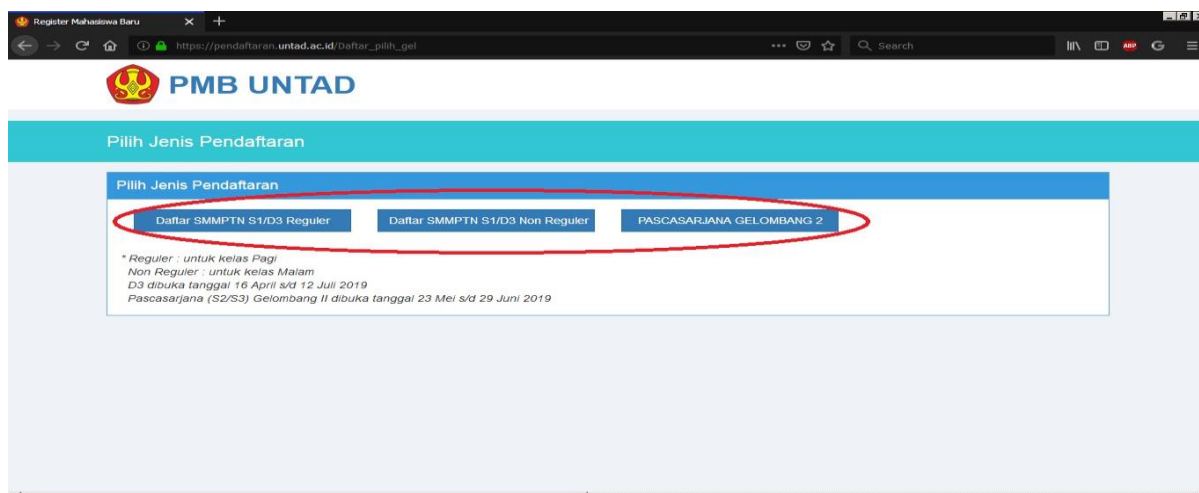 Register Mahasiswa Baru
https://pendaftaran.untad.ac.id/Daftar_pilih_gel
Search
ABP
G
PMB UNTAD
Pilih Jenis Pendaftaran
Pilih Jenis Pendaftaran
Daftar SMMPTN S1/D3 Reguler
Daftar SMMPTN S1/D3 Non Reguler
PASCASARJANA GELOMBANG 2
* Reguler : untuk kelas Pagi
Non Reguler : untuk kelas Malam
D3 dibuka tanggal 16 April s/d 12 Juli 2019
Pascasarjana (S2/S3) Gelombang II dibuka tanggal 23 Mei s/d 29 Juni 2019